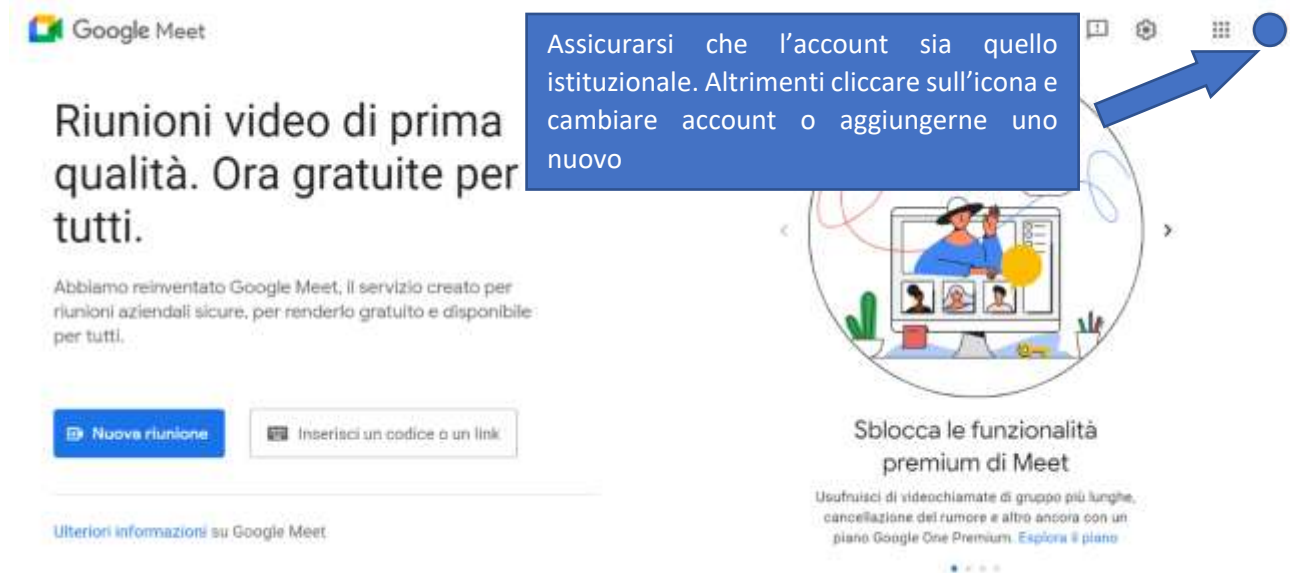 Google Meet
Assicurarsi che l’account sia quello
istituzionale. Altrimenti cliccare sull’icona e
cambiare account o aggiungerne uno
nuovo
Riunioni video di prima
qualità. Ora gratuite per
tutti.
Abbiamo reinventato Google Meet, il servizio creato per
riunioni aziendali sicure, per renderlo gratuito e disponibile
per tutti.
Nuova riunione
Inserisci un codice o un link
Ulteriori informazioni su Google Meet
Sblocca le funzionalità
premium di Meet
Usufruisci di videochiamate di gruppo più lunghe,
cancellazione del rumore e altro ancora con un
piano Google One Premium. Esplora il piano